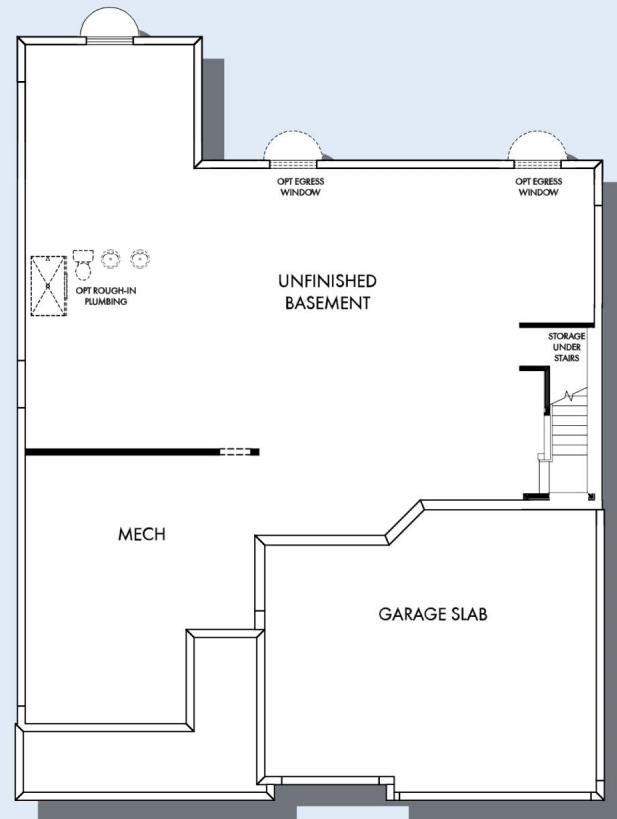 OPT EGRESS
WINDOW
OPT EGRESS
WINDOW
OPT ROUGH-IN
PLUMBING
UNFINISHED
BASEMENT
STORAGE
UNDER
STAIRS
MECH
GARAGE SLAB